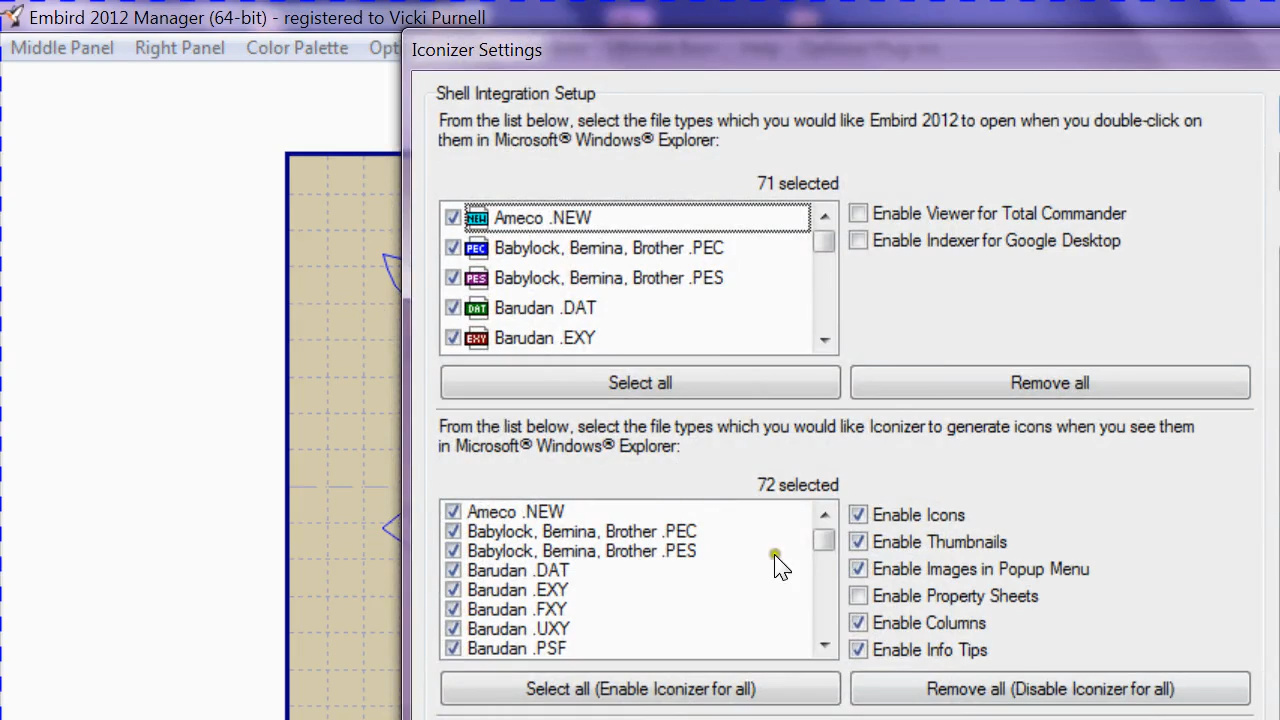 Embird 2012 Manager (64-bit) - registered to Vicki Purnell
Middle Panel Right Panel Color Palette
Iconizer Settings
Shell Integration Setup
From the list below, select the file types which you would like Embird 2012 to open when you double-click on
them in Microsoft® Windows® Explorer:
71 selected
NEW Ameco .NEW
PEC Babylock, Bernina, Brother .PEC
PES Babylock, Bernina, Brother .PES
DAT Barudan .DAT
EXY Barudan .EXY
Enable Viewer for Total Commander
Enable Indexer for Google Desktop
Select all Remove all
From the list below, select the file types which you would like Iconizer to generate icons when you see them
in Microsoft® Windows® Explorer:
72 selected
Ameco .NEW
Babylock, Bernina, Brother .PEC
Babylock, Bernina, Brother .PES
Barudan .DAT
Barudan .EXY
Barudan .FXY
Barudan .UXY
Barudan .PSF
Enable Icons
Enable Thumbnails
Enable Images in Popup Menu
Enable Property Sheets
Enable Columns
Enable Info Tips
Select all (Enable Iconizer for all) Remove all (Disable Iconizer for all)